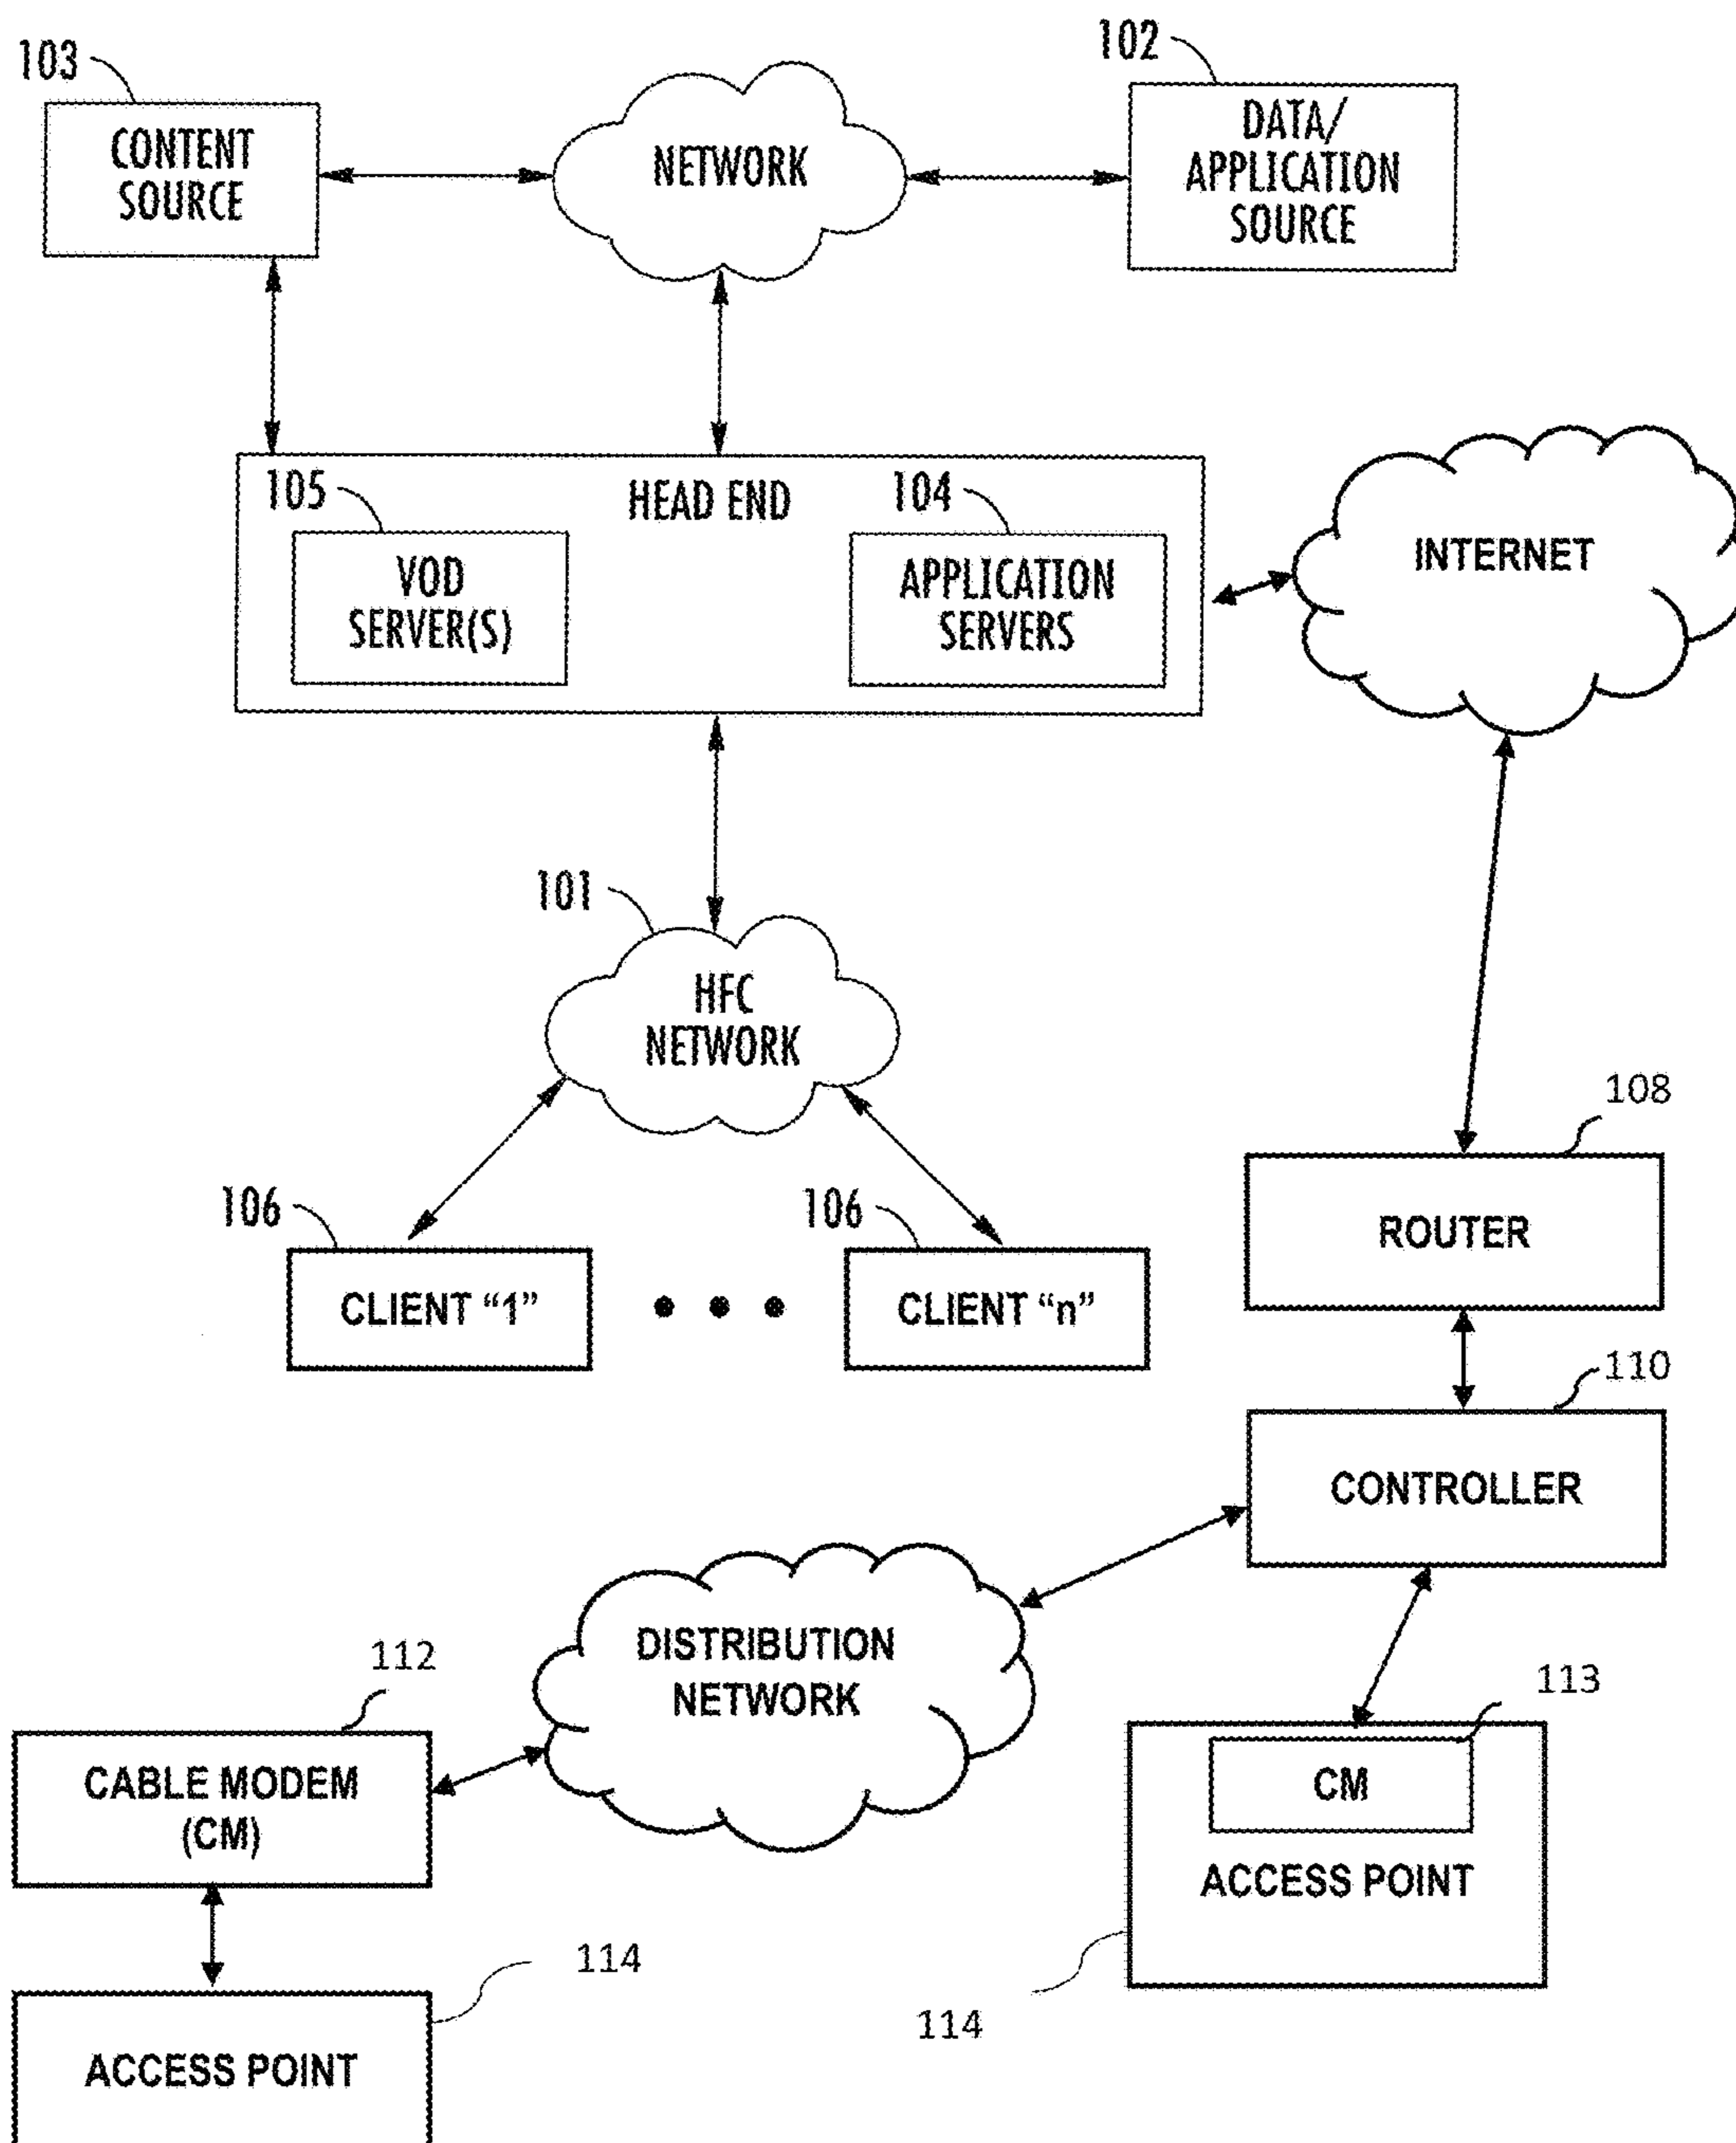 103
102
CONTENT
SOURCE
NETWORK
DATA/
APPLICATION
SOURCE
105
HEAD END
104
VOD
SERVER(S)
APPLICATION
SERVERS
INTERNET
101
HFC
NETWORK
108
ROUTER
106
106
CLIENT “1”
CLIENT “n”
110
CONTROLLER
DISTRIBUTION
NETWORK
112
113
CABLE MODEM
(CM)
CM
ACCESS POINT
114
114
ACCESS POINT